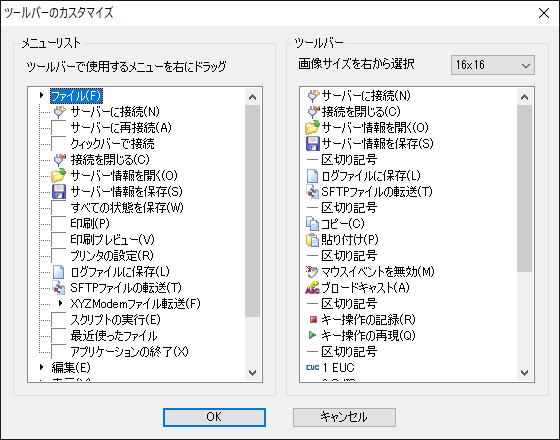 ツールバーのカスタマイズ
メニューリスト
ツールバーで使用するメニューを右にドラッグ
ファイル(F)
サーバーに接続(N)
サーバーに再接続(A)
クィックバーで接続
接続を閉じる(C)
サーバー情報を開く(O)
サーバー情報を保存(S)
すべての状態を保存(W)
印刷(P)
印刷プレビュー(V)
プリンタの設定(R)
ログファイルに保存(L)
SFTPファイルの転送(T)
XYZModemファイル転送(F)
スクリプトの実行(E)
最近使ったファイル
アプリケーションの終了(X)
編集(E)
ツールバー
画像サイズを右から選択
16x16
サーバーに接続(N)
接続を閉じる(C)
サーバー情報を開く(O)
サーバー情報を保存(S)
区切り記号
ログファイルに保存(L)
SFTPファイルの転送(T)
区切り記号
コピー(C)
貼り付け(P)
区切り記号
マウスイベントを無効(M)
ブロードキャスト(A)
区切り記号
キー操作の記録(R)
キー操作の再現(Q)
区切り記号
EUC 1 EUC
OK
キャンセル